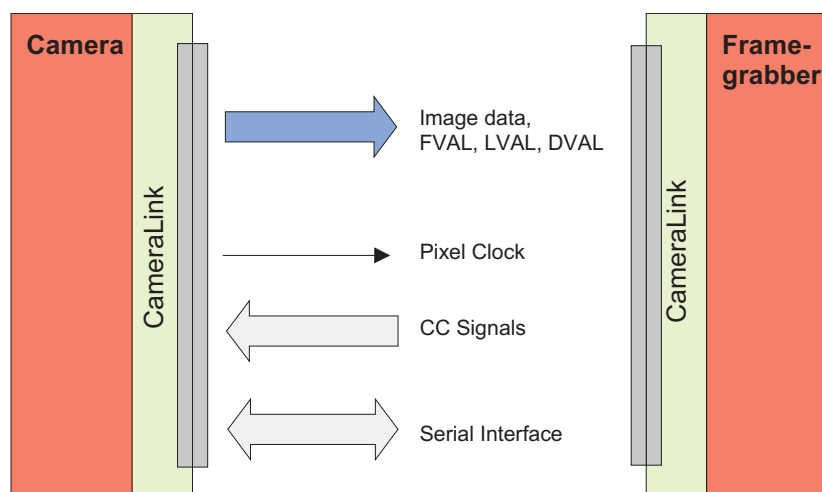 Camera
Frame-
grabber
Image data,
FVAL, LVAL, DVAL
CameraLink
CameraLink
Pixel Clock
CC Signals
Serial Interface